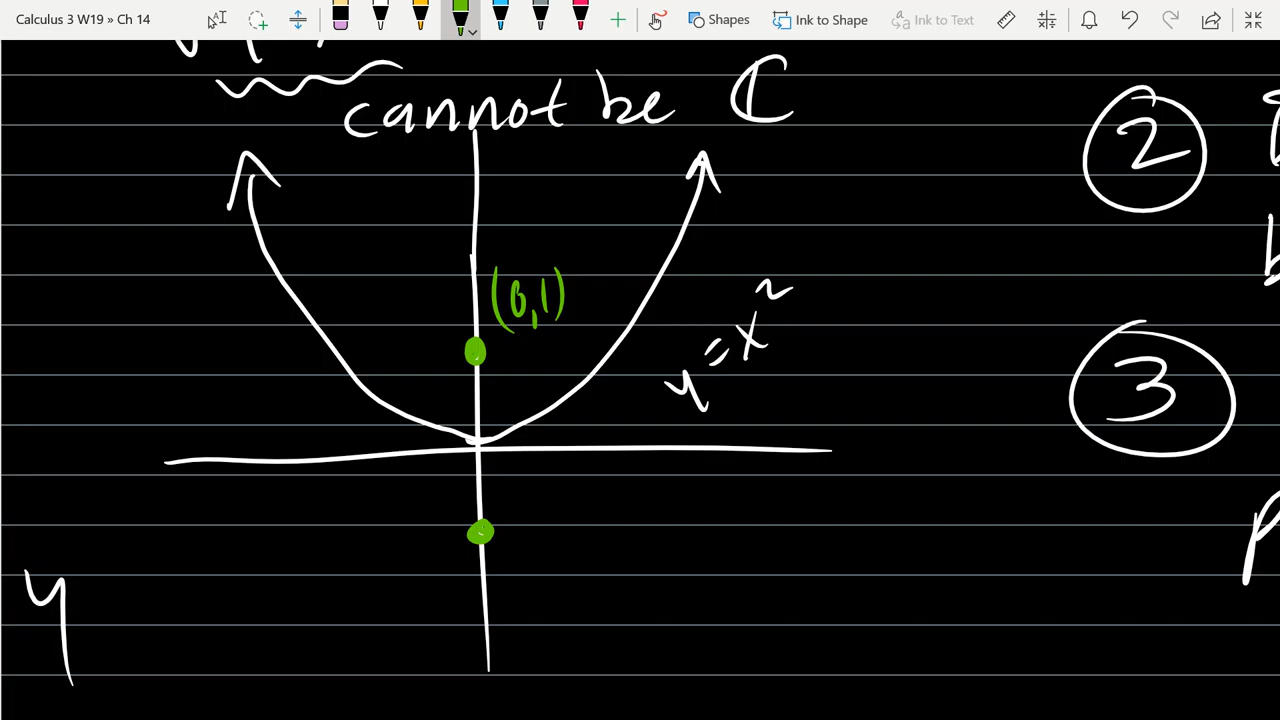 Calculus 3 W19 » Ch 14
Shapes
Ink to Shape
Ink to Text
cannot be ℂ
2
(0,1)
y = x²
3
y